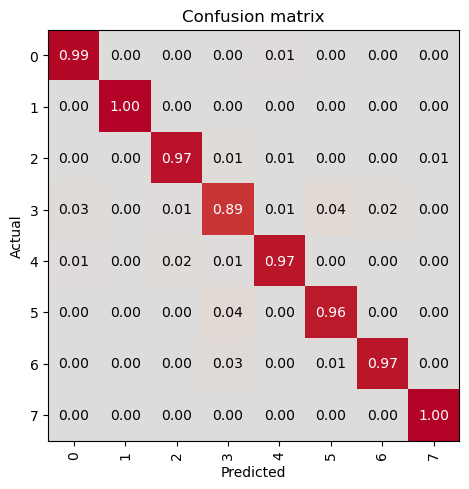 Confusion matrix
0 0.99 0.00 0.00 0.00 0.01 0.00 0.00 0.00
1 0.00 1.00 0.00 0.00 0.00 0.00 0.00 0.00
2 0.00 0.00 0.97 0.01 0.01 0.00 0.00 0.01
3 0.03 0.00 0.01 0.89 0.01 0.04 0.02 0.00
4 0.01 0.00 0.02 0.01 0.97 0.00 0.00 0.00
5 0.00 0.00 0.00 0.04 0.00 0.96 0.00 0.00
6 0.00 0.00 0.00 0.03 0.00 0.01 0.97 0.00
7 0.00 0.00 0.00 0.00 0.00 0.00 0.00 1.00
Actual
0 1 2 3 4 5 6 7
Predicted